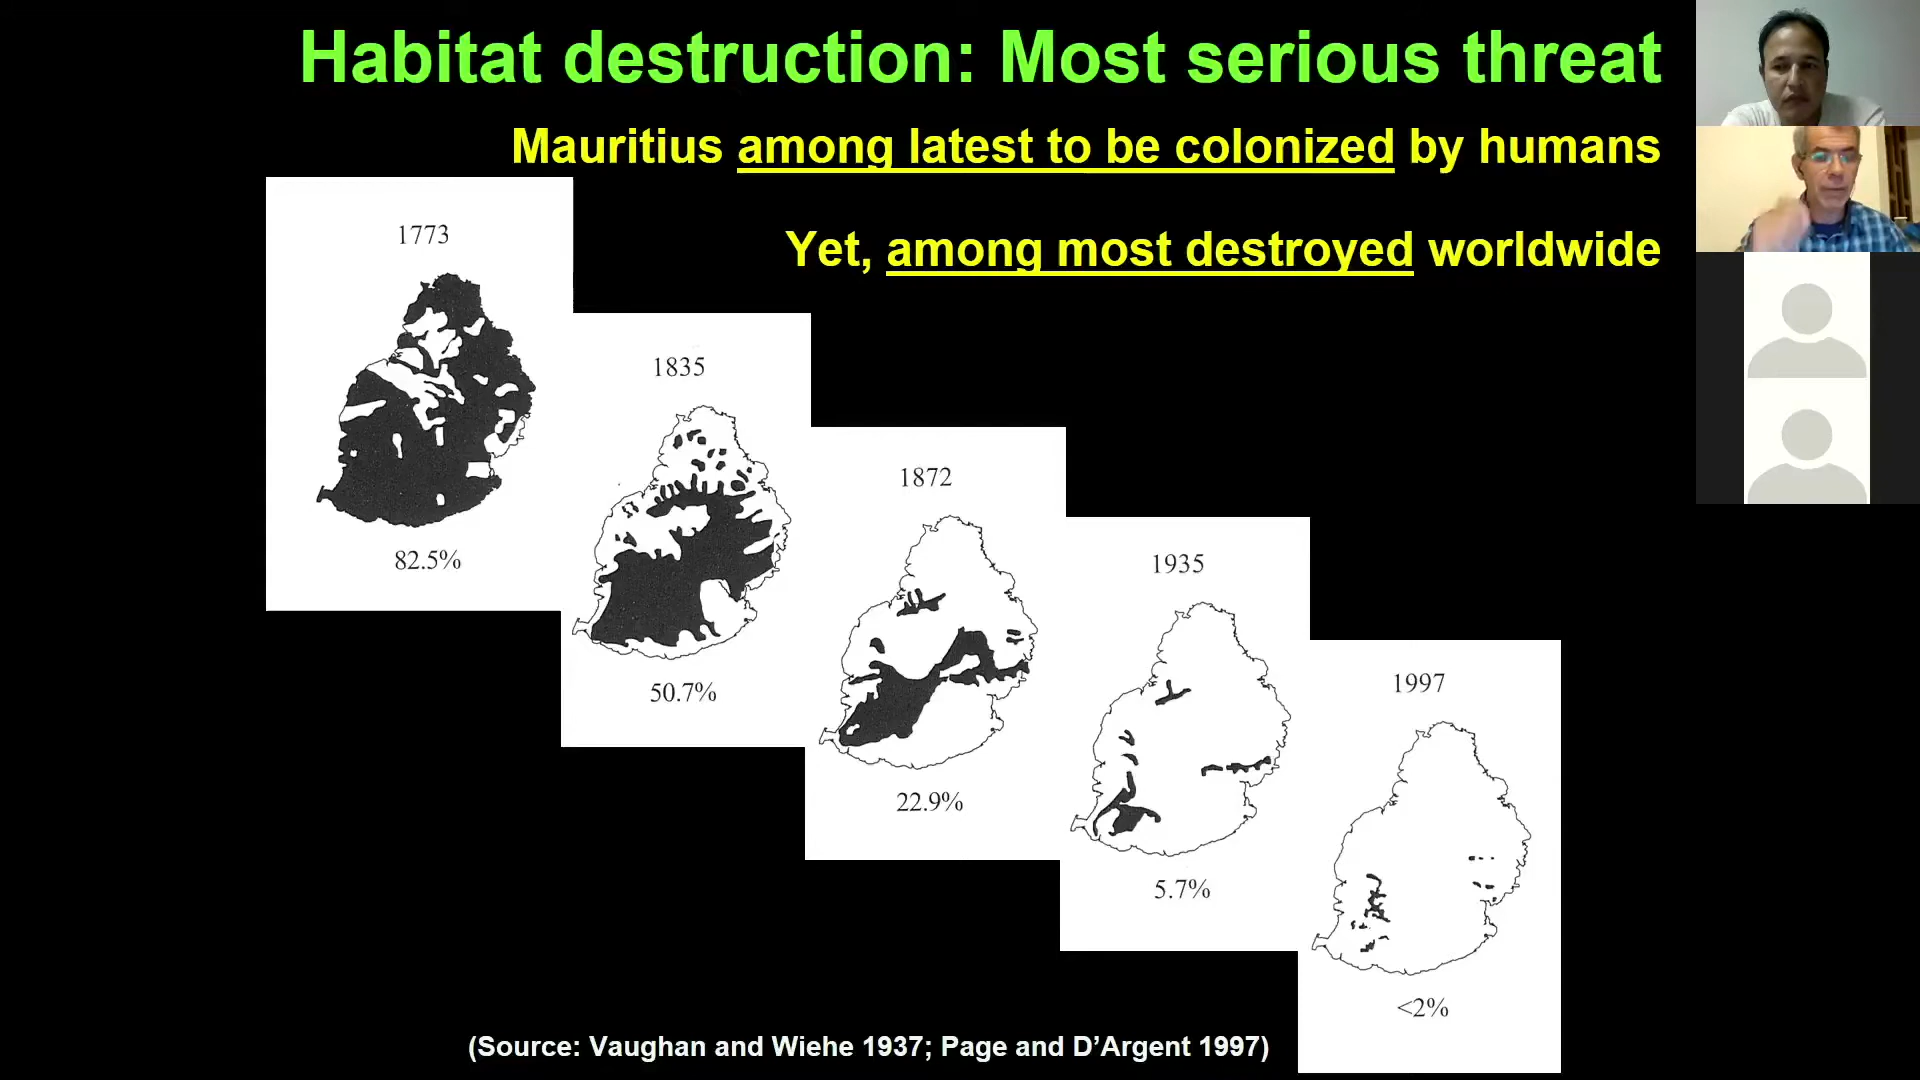 Habitat destruction: Most serious threat
Mauritius among latest to be colonized by humans
Yet, among most destroyed worldwide
1773
82.5%
1835
50.7%
1872
22.9%
1935
5.7%
1997
<2%
(Source: Vaughan and Wiehe 1937; Page and D’Argent 1997)